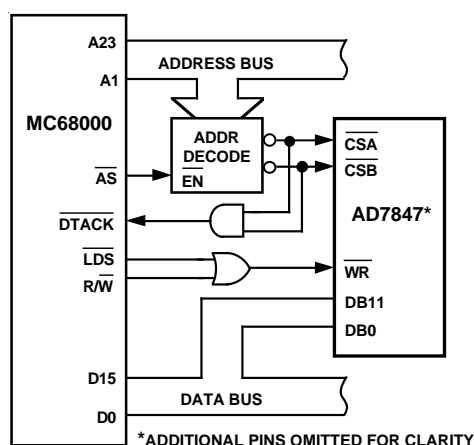 A23
ADDRESS BUS
A1
MC68000
ADDR
DECODE
EN
CSA
CSB
AS
AD7847*
DTACK
LDS
R/W
WR
DB11
DB0
D15
DATA BUS
D0
*ADDITIONAL PINS OMITTED FOR CLARITY